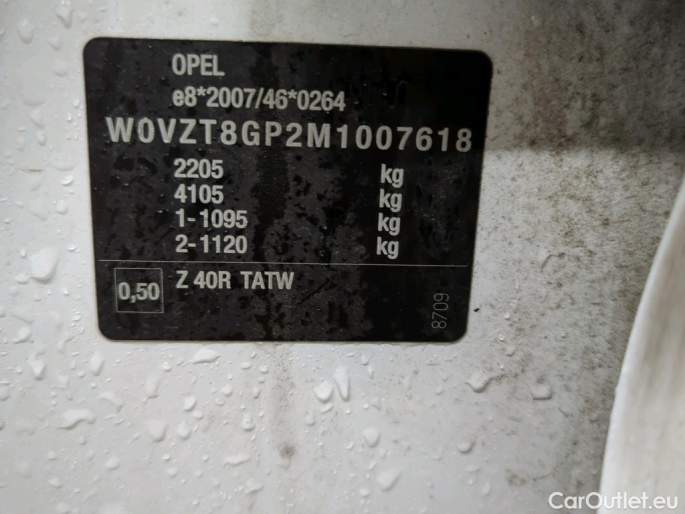 OPEL
e8*2007/46*0264
W0VZT8GP2M1007618
2205 kg
4105 kg
1-1095 kg
2-1120 kg
0,50 Z 40R TATW
8709
CarOutlet.eu